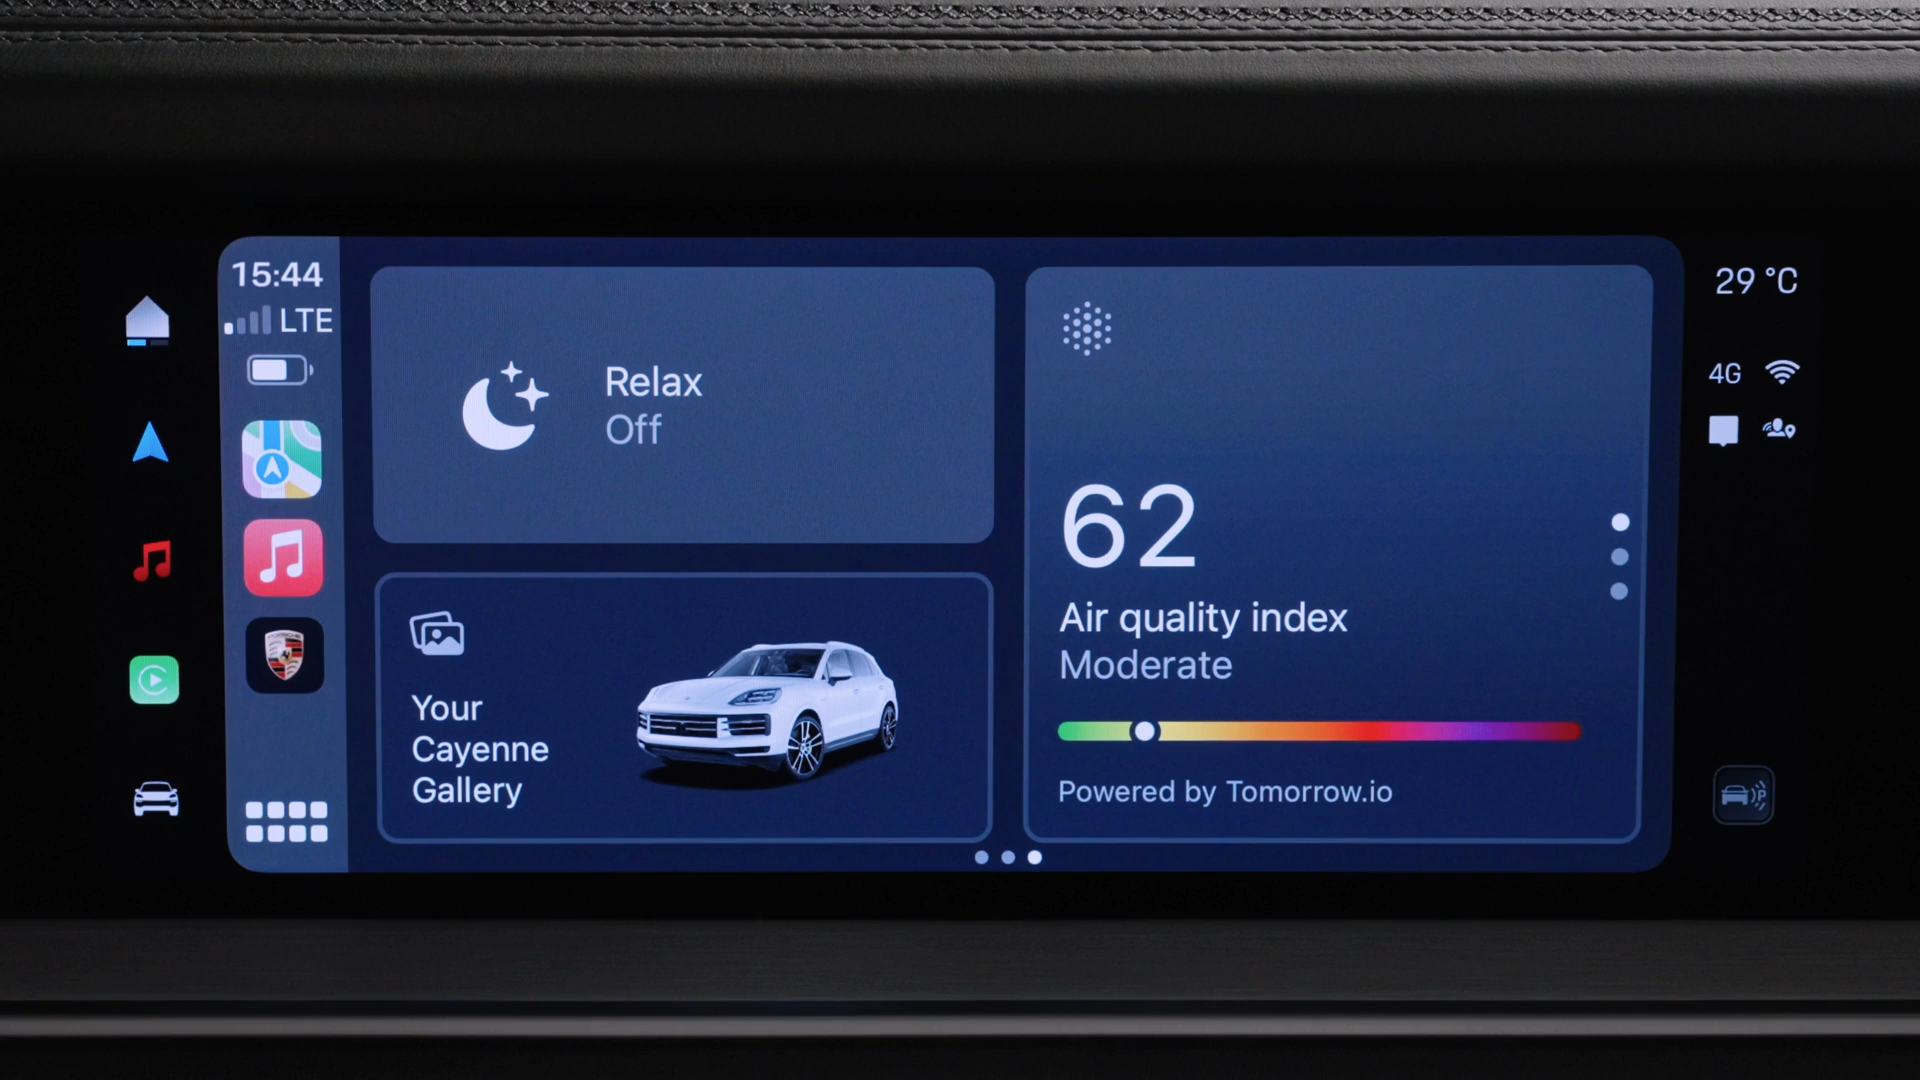 15:44
LTE
Relax
Off
Your
Cayenne
Gallery
62
Air quality index
Moderate
Powered by Tomorrow.io
29 °C
4G
PORSCHE
P